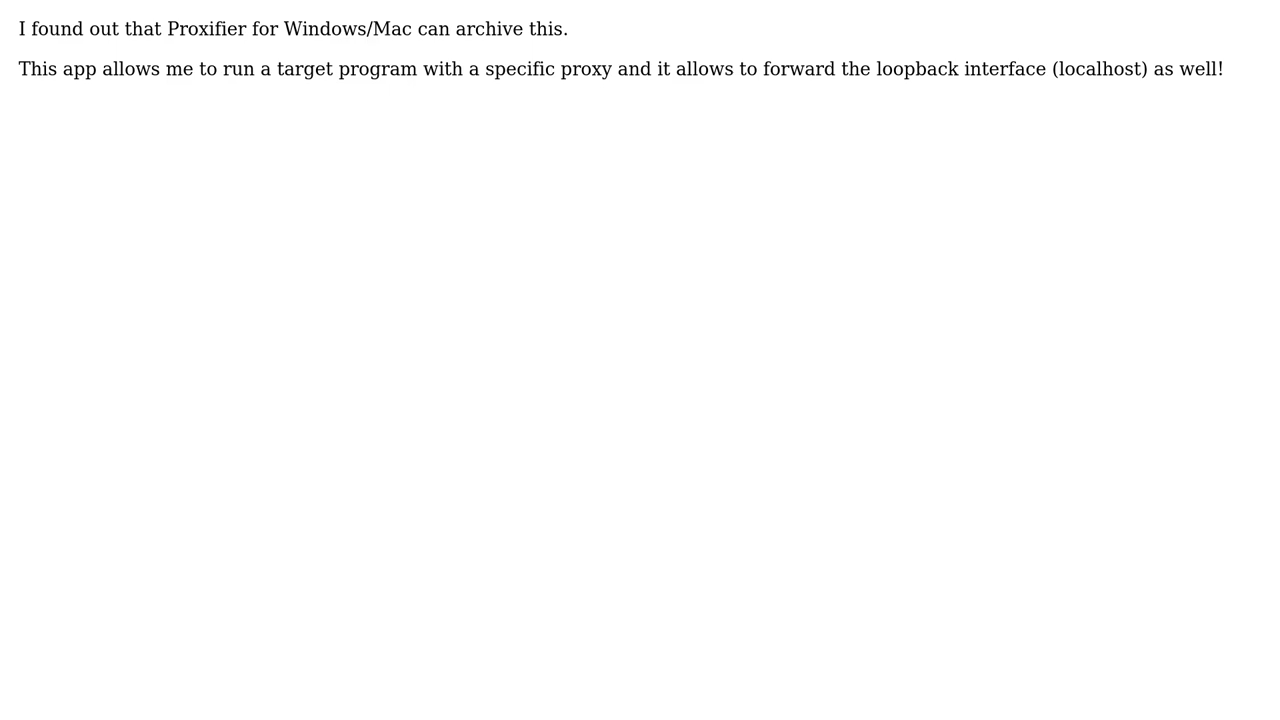 I found out that Proxifier for Windows/Mac can archive this.
This app allows me to run a target program with a specific proxy and it allows to forward the loopback interface (localhost) as well!